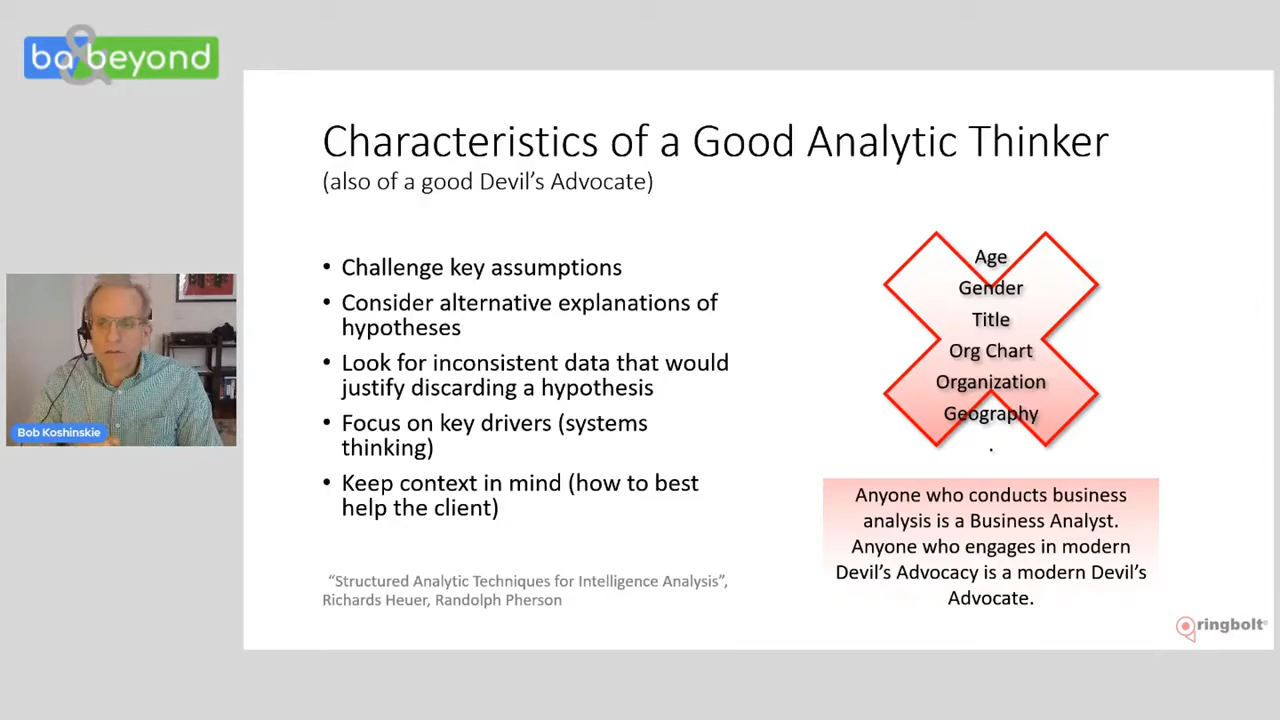 ba&beyond
Characteristics of a Good Analytic Thinker
(also of a good Devil's Advocate)
• Challenge key assumptions
• Consider alternative explanations of
hypotheses
• Look for inconsistent data that would
justify discarding a hypothesis
• Focus on key drivers (systems
thinking)
• Keep context in mind (how to best
help the client)
“Structured Analytic Techniques for Intelligence Analysis”,
Richards Heuer, Randolph Pherson
Age
Gender
Title
Org Chart
Organization
Geography
.
Anyone who conducts business
analysis is a Business Analyst.
Anyone who engages in modern
Devil's Advocacy is a modern Devil's
Advocate.
ringbolt®
Bob Koshinskie